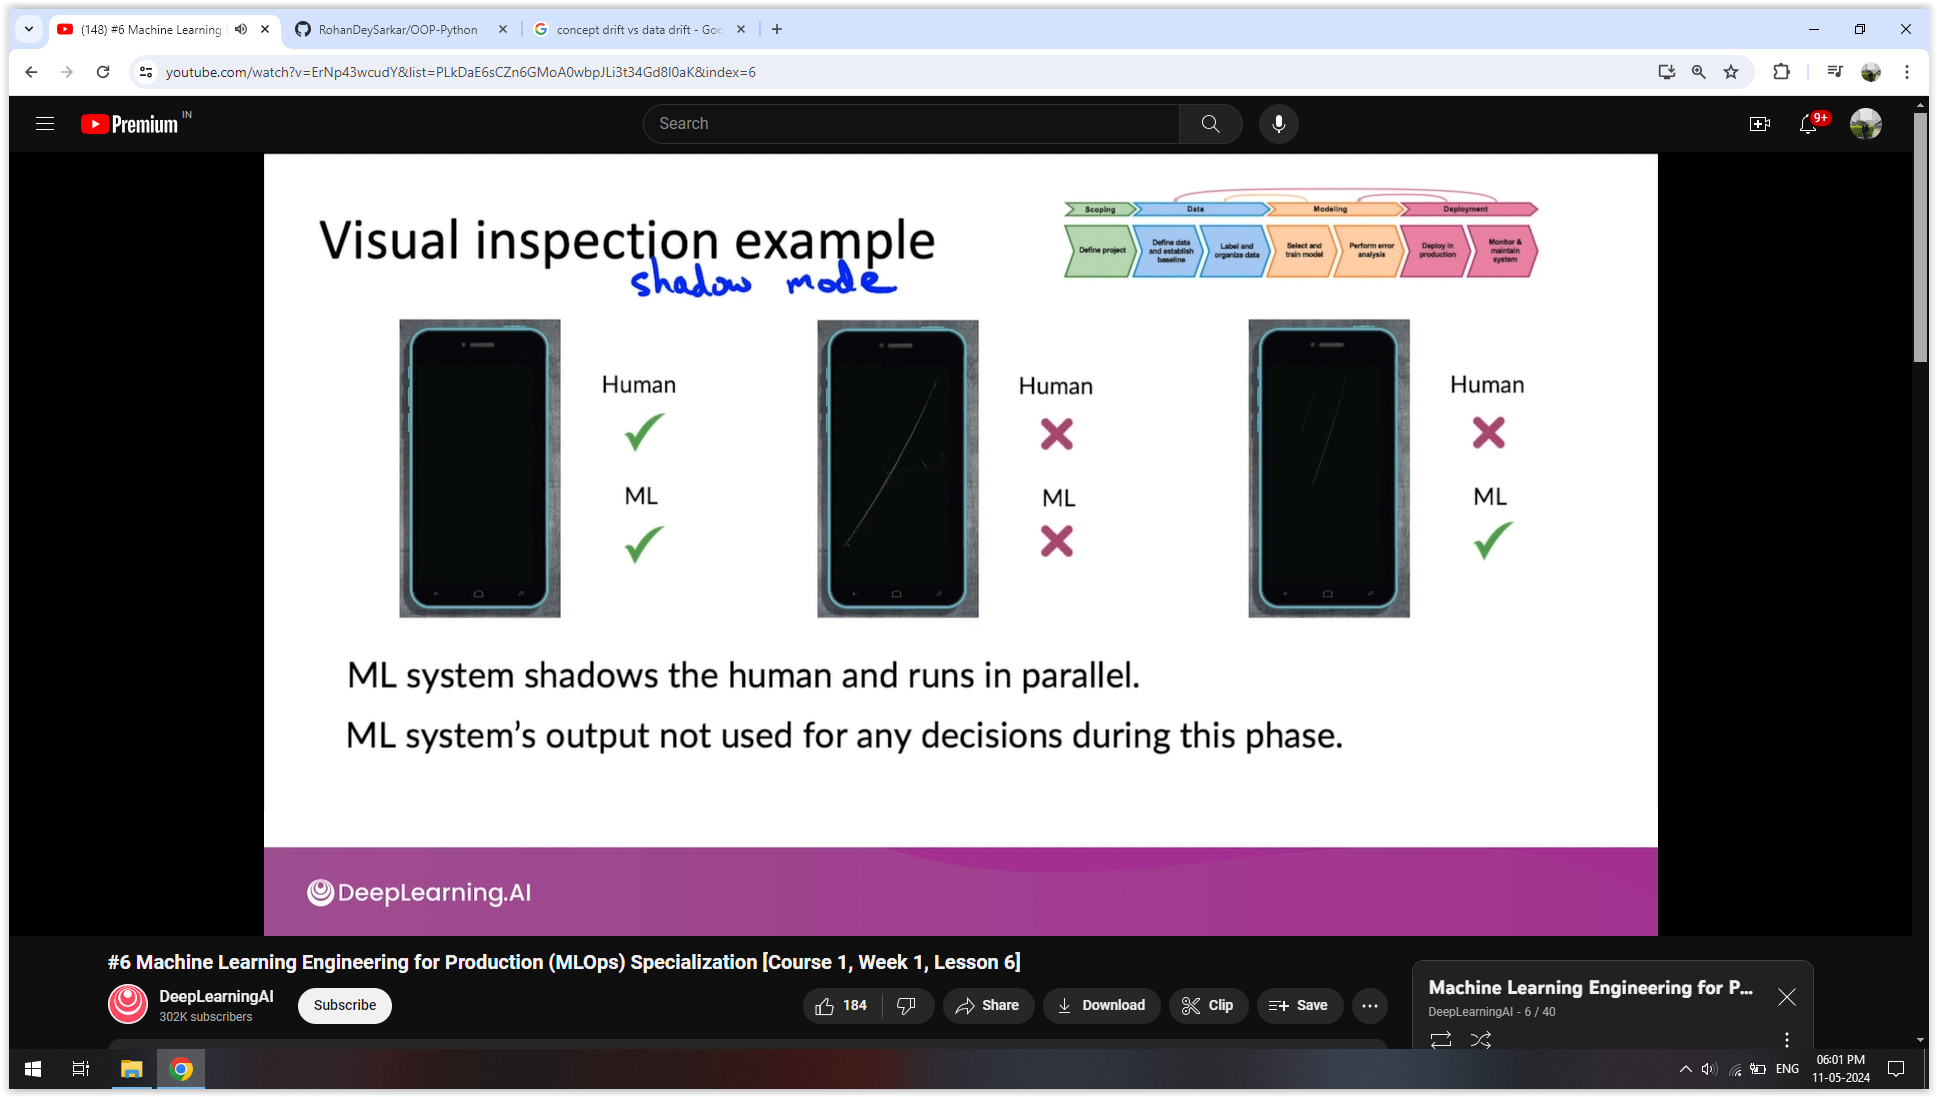 (148) #6 Machine Learning
RohanDeySarkar/OOP-Python
concept drift vs data drift - Goo
youtube.com/watch?v=ErNp43wcudY&list=PLkDaE6sCZn6GMoA0wbpJLi3t34Gd8l0aK&index=6
Premium IN
Search
9+
Visual inspection example
shadow mode
Scoping Data Modeling Deployment
Define project
Define data and establish baseline
Label and organize data
Select and train model
Perform error analysis
Deploy in production
Monitor & maintain system
Human
ML
Human
ML
Human
ML
ML system shadows the human and runs in parallel.
ML system's output not used for any decisions during this phase.
DeepLearning.AI
#6 Machine Learning Engineering for Production (MLOps) Specialization [Course 1, Week 1, Lesson 6]
DeepLearningAI
302K subscribers
Subscribe
184
Share
Download
Clip
Save
Machine Learning Engineering for P...
DeepLearningAI - 6 / 40
ENG
06:01 PM
11-05-2024